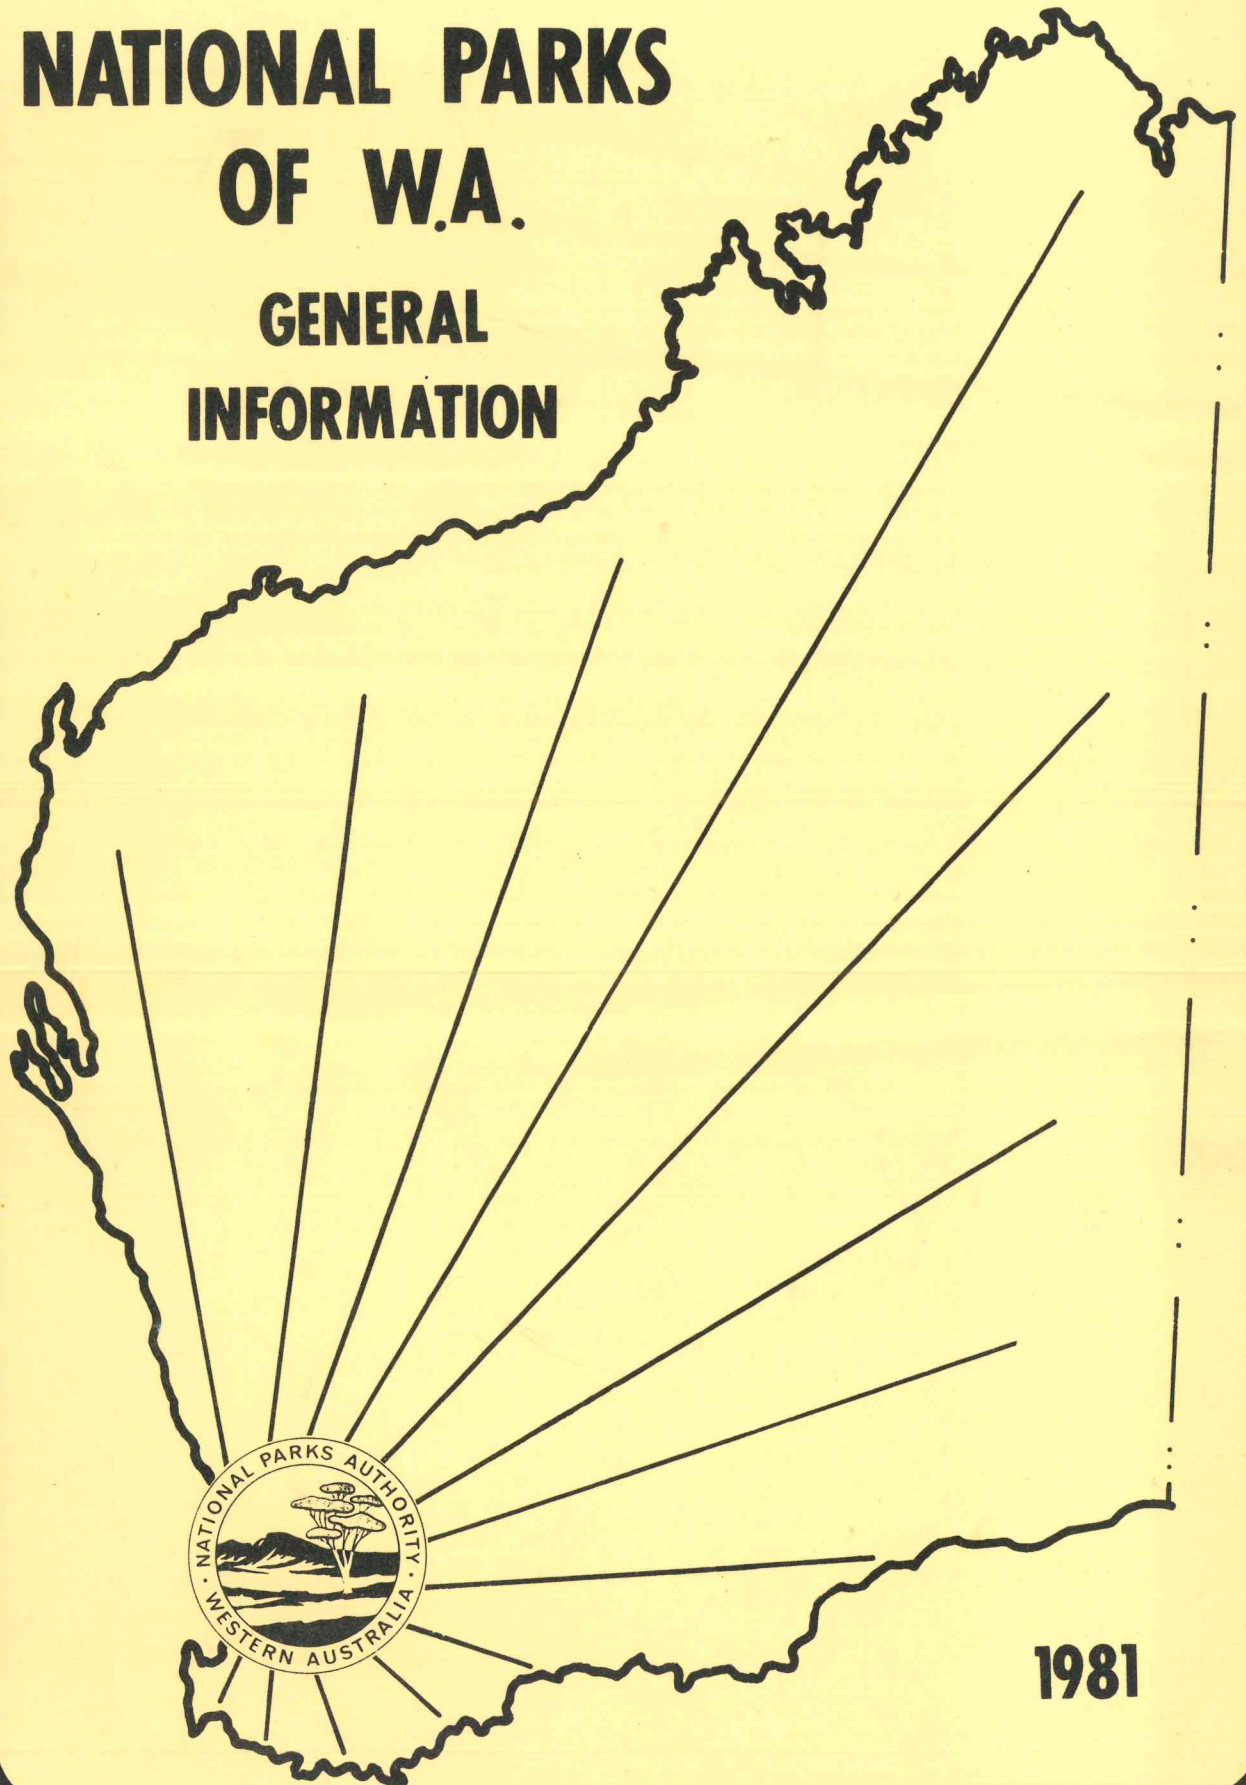 NATIONAL PARKS
OF W.A.
GENERAL
INFORMATION
NATIONAL PARKS AUTHORITY
· WESTERN AUSTRALIA ·
1981